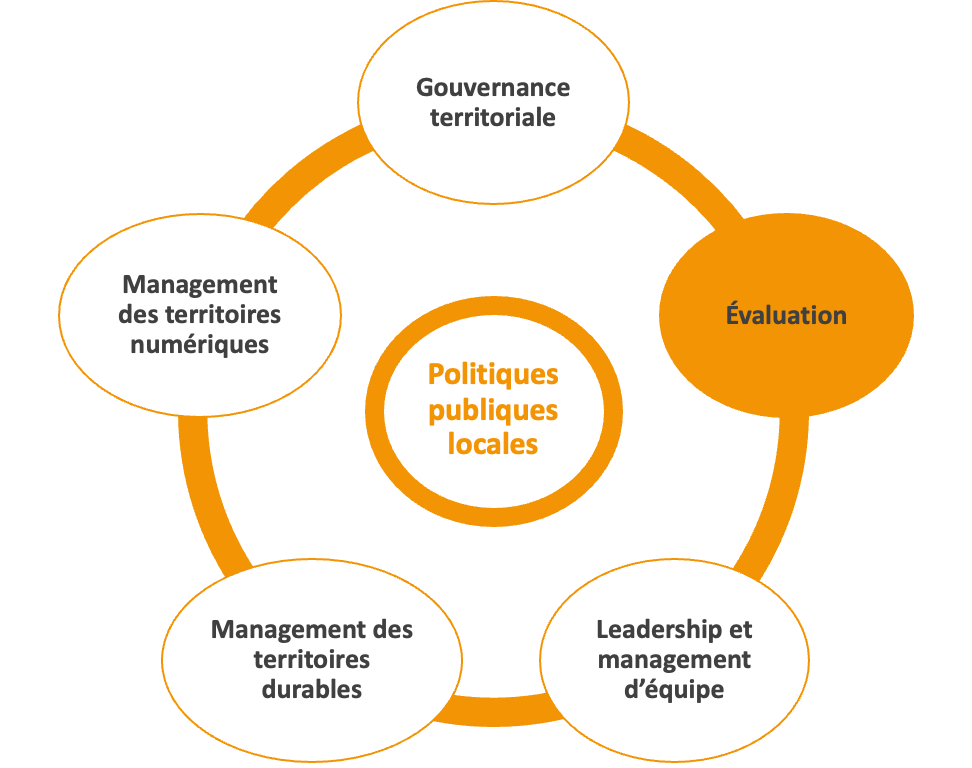 Gouvernance
territoriale
Évaluation
Leadership et
management
d’équipe
Management des
territoires
durables
Management
des territoires
numériques
Politiques
publiques
locales